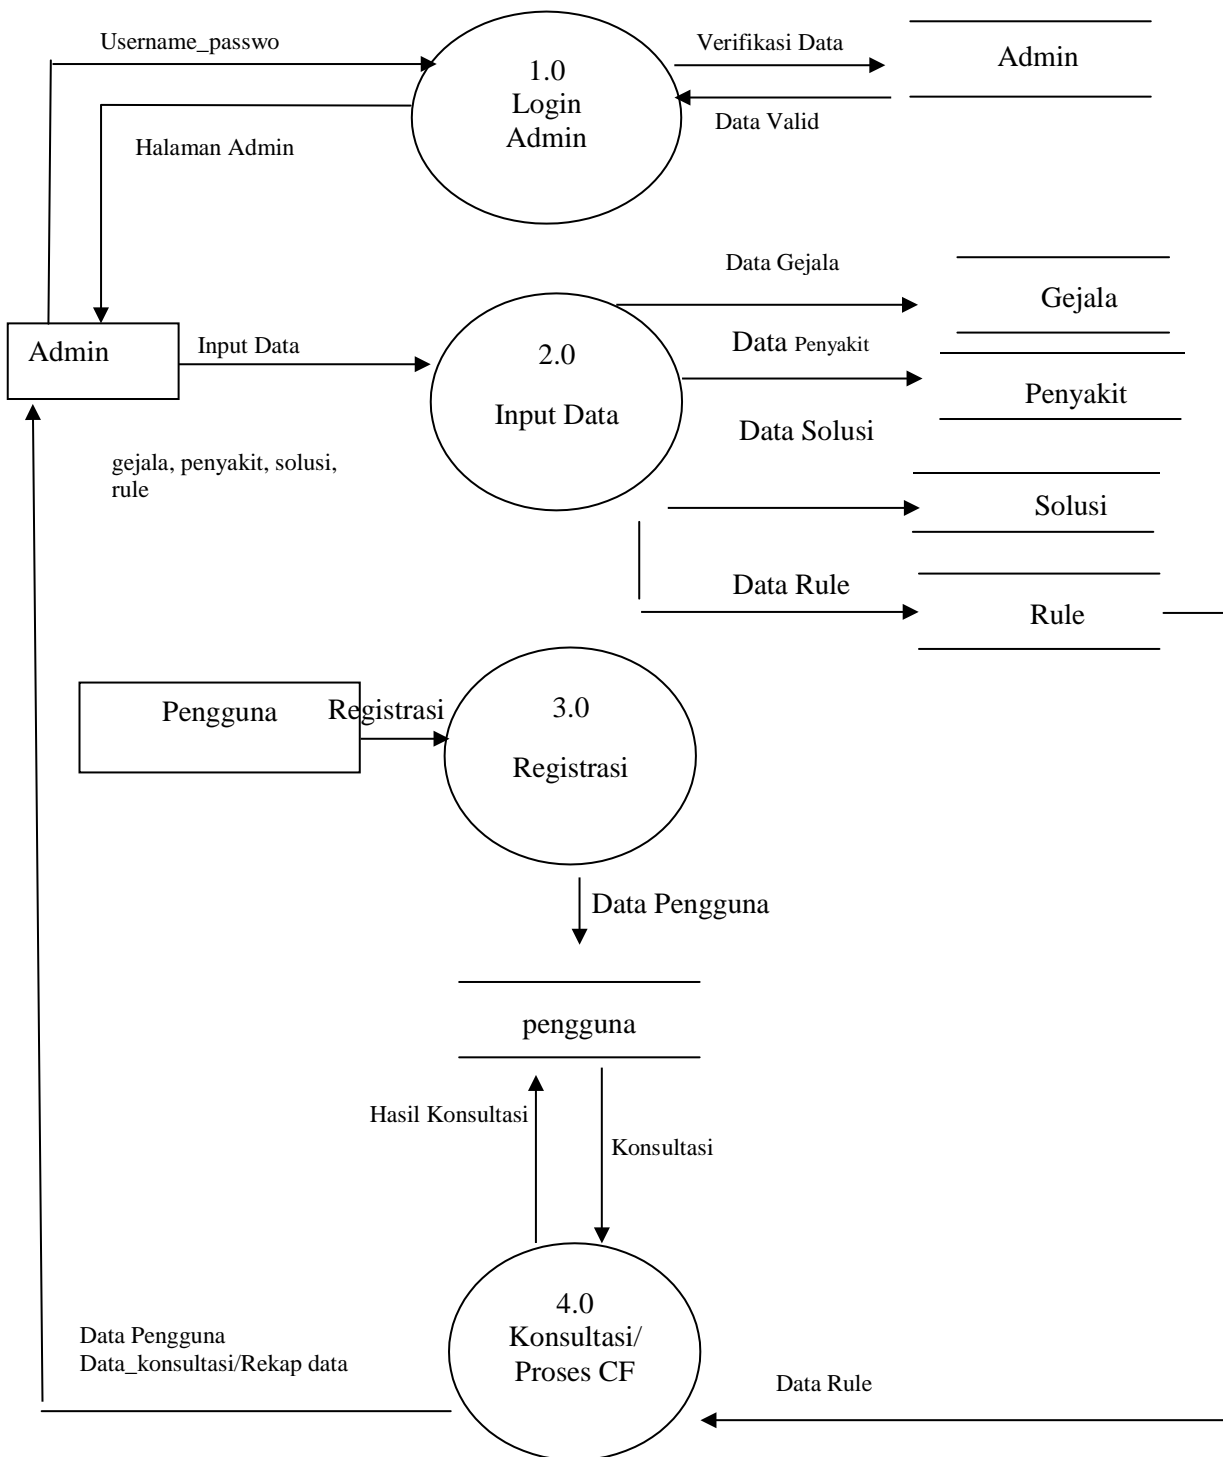 Username_passwo
Verifikasi Data
Admin
1.0
Login
Admin
Data Valid
Halaman Admin
Data Gejala
Gejala
Admin
Input Data
2.0
Input Data
Data Penyakit
Penyakit
Data Solusi
gejala, penyakit, solusi,
rule
Solusi
Data Rule
Rule
Pengguna
Registrasi
3.0
Registrasi
Data Pengguna
pengguna
Hasil Konsultasi
Konsultasi
4.0
Konsultasi/
Proses CF
Data Pengguna
Data_konsultasi/Rekap data
Data Rule